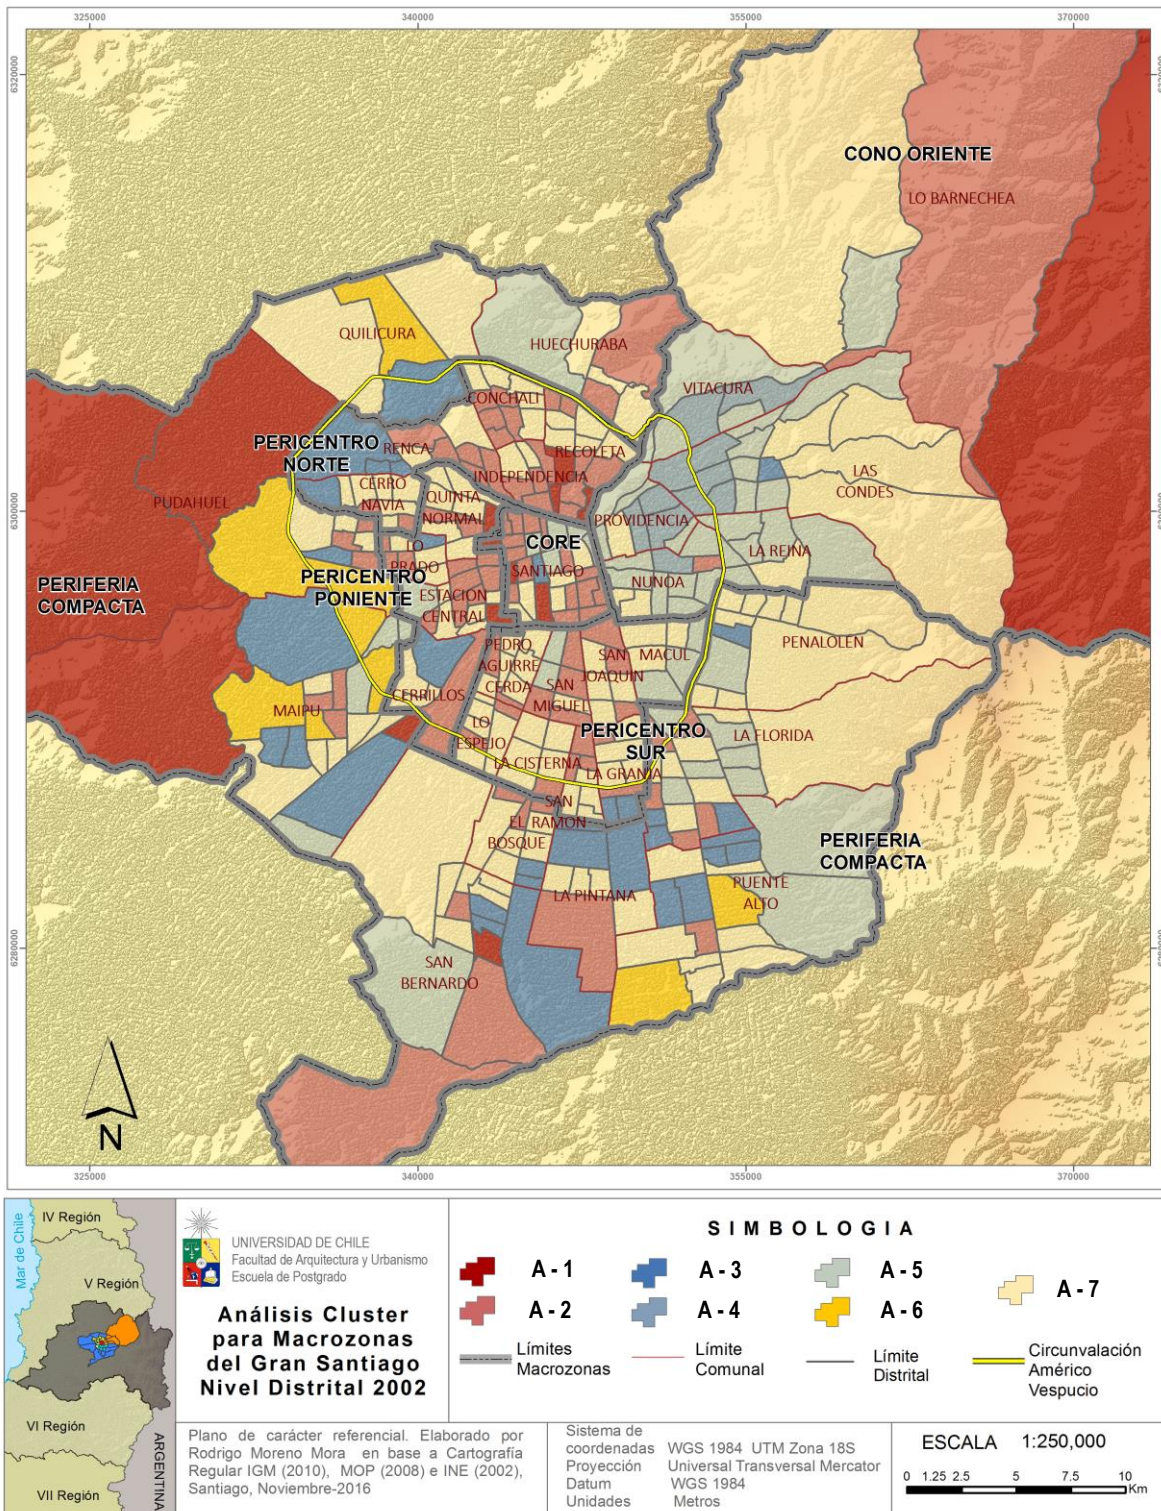 325000 340000 355000 370000
6320000
6300000
6280000
CONO ORIENTE
LO BARNECHEA
QUILICURA
HUECHURABA
VITACURA
CONCHALI
PERICENTRO
NORTE
RENCA
RECOLETA
INDEPENDENCIA
LAS
CONDES
CERRO
NAVIA
QUINTA
NORMAL
PUDAHUEL
PROVIDENCIA
CORE
LA REINA
LO
PRADO
SANTIAGO
NUNOA
PERIFERIA
COMPACTA
PERICENTRO
PONIENTE
ESTACION
CENTRAL
PENALOLEN
PEDRO
AGUIRRE
CERDA
SAN
JOAQUIN
MACUL
SAN
MIGUEL
CERRILLOS
MAIPU
LO
ESPEJO
PERICENTRO
SUR
LA FLORIDA
LA CISTERNA
LA GRANJA
SAN
RAMON
EL
BOSQUE
PERIFERIA
COMPACTA
LA PINTANA
PUENTE
ALTO
SAN
BERNARDO
N
325000 340000 355000 370000
Mar de Chile
IV Región
V Región
VI Región
VII Región
ARGENTINA
UNIVERSIDAD DE CHILE
Facultad de Arquitectura y Urbanismo
Escuela de Postgrado
Análisis Cluster
para Macrozonas
del Gran Santiago
Nivel Distrital 2002
SIMBOLOGIA
A - 1
A - 2
A - 3
A - 4
A - 5
A - 6
A - 7
Límites
Macrozonas
Límite
Comunal
Límite
Distrital
Circunvalación
Américo
Vespucio
Plano de carácter referencial. Elaborado por
Rodrigo Moreno Mora en base a Cartografía
Regular IGM (2010), MOP (2008) e INE (2002),
Santiago, Noviembre-2016
Sistema de
coordenadas WGS 1984 UTM Zona 18S
Proyección Universal Transversal Mercator
Datum WGS 1984
Unidades Metros
ESCALA 1:250,000
0 1.25 2.5 5 7.5 10
Km